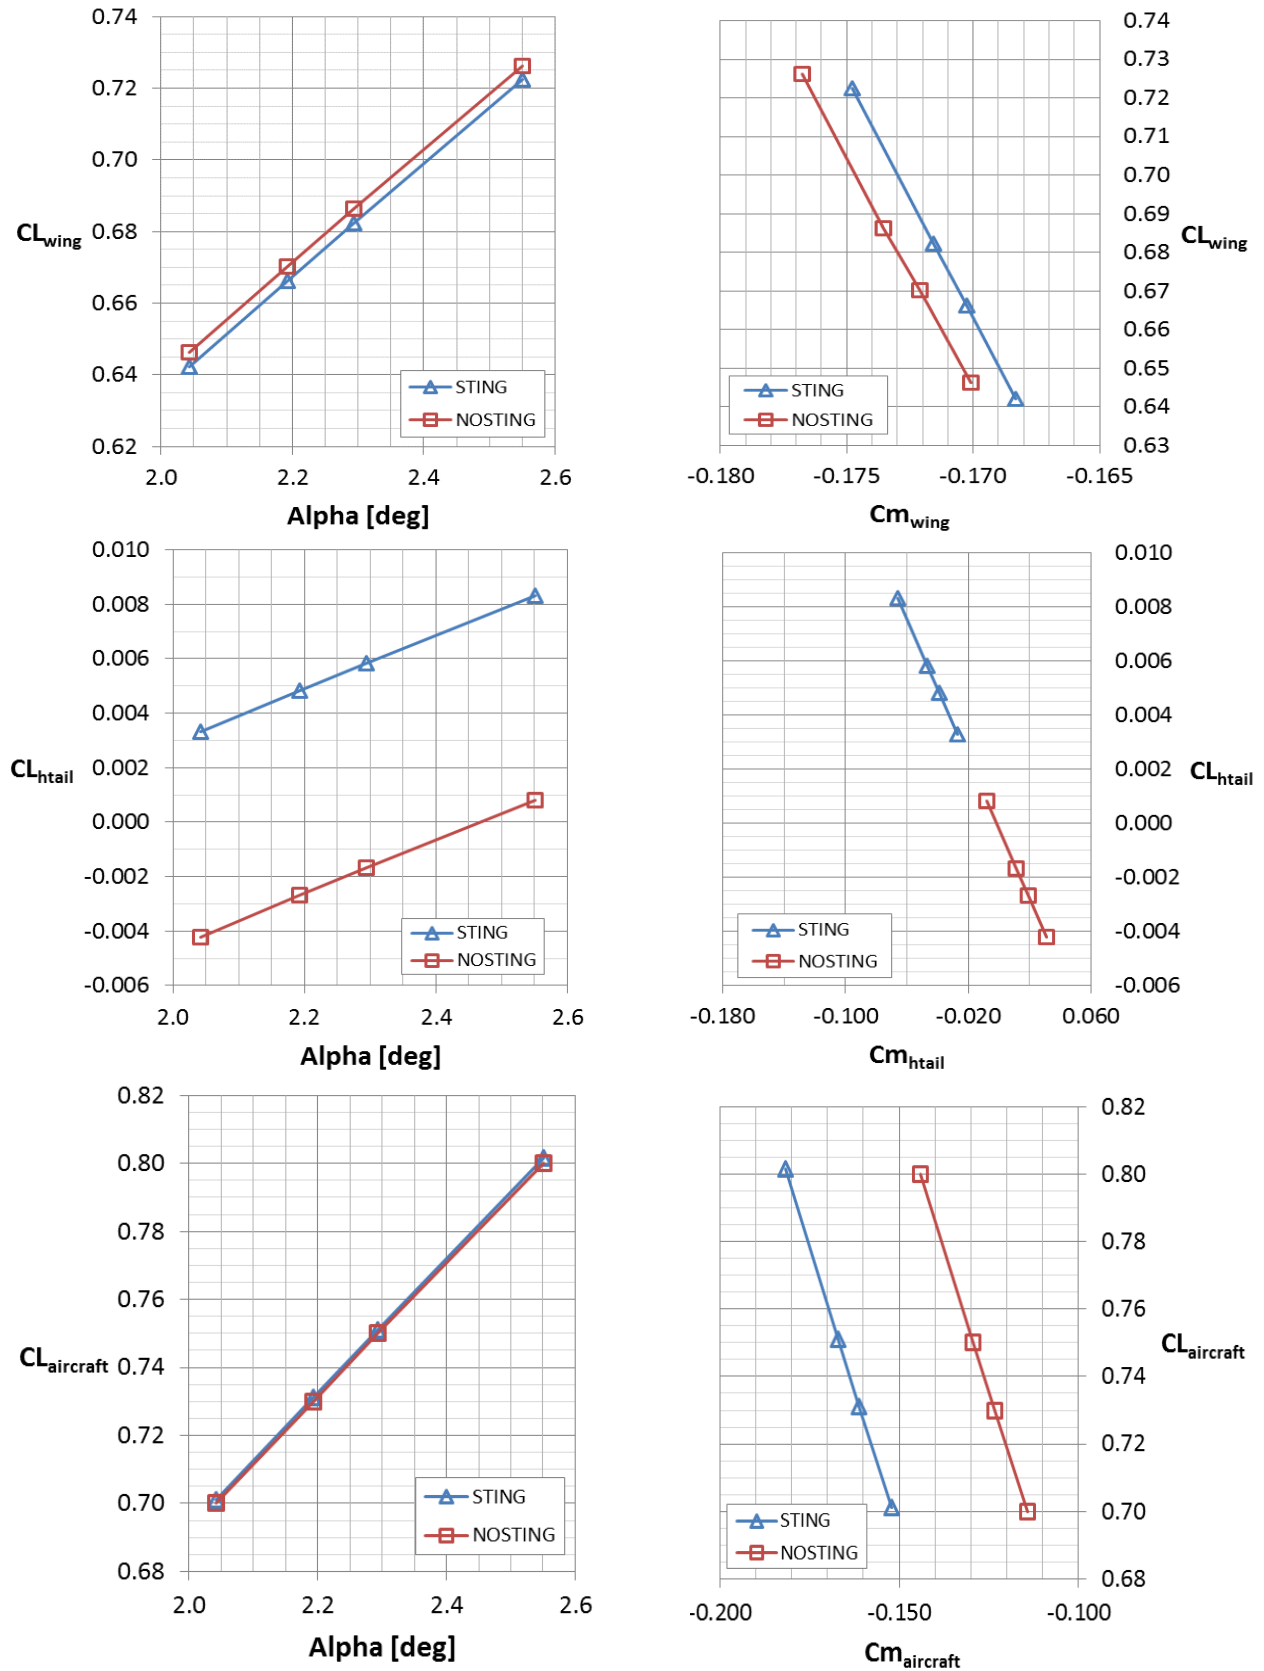 0.74
0.72
0.70
0.68
0.66
0.64
0.62
CLwing
2.0 2.2 2.4 2.6
Alpha [deg]
STING
NOSTING
0.74
0.73
0.72
0.71
0.70
0.69
0.68
0.67
0.66
0.65
0.64
0.63
CLwing
-0.180 -0.175 -0.170 -0.165
Cmwing
STING
NOSTING
0.010
0.008
0.006
0.004
0.002
0.000
-0.002
-0.004
-0.006
CLhtail
2.0 2.2 2.4 2.6
Alpha [deg]
STING
NOSTING
0.010
0.008
0.006
0.004
0.002
0.000
-0.002
-0.004
-0.006
CLhtail
-0.180 -0.100 -0.020 0.060
Cmhtail
STING
NOSTING
0.82
0.80
0.78
0.76
0.74
0.72
0.70
0.68
CLaircraft
2.0 2.2 2.4 2.6
Alpha [deg]
STING
NOSTING
0.82
0.80
0.78
0.76
0.74
0.72
0.70
0.68
CLaircraft
-0.200 -0.150 -0.100
Cmaircraft
STING
NOSTING